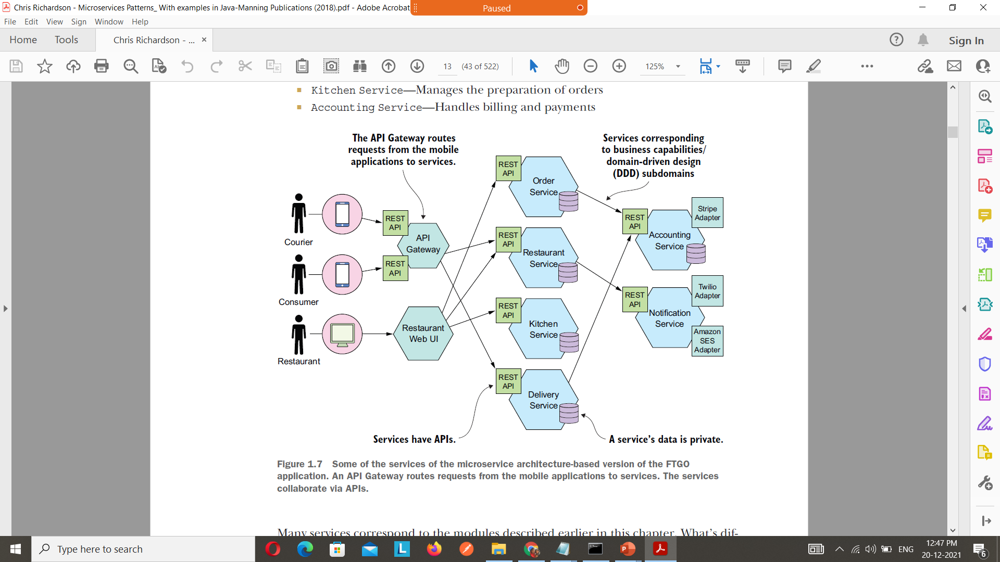 Chris Richardson - Microservices Patterns_ With examples in Java-Manning Publications (2018).pdf - Adobe Acrobat
Paused
File Edit View Sign Window Help
Home Tools Chris Richardson - ... × Sign In
13 (43 of 522) 125%
Kitchen Service—Manages the preparation of orders
Accounting Service—Handles billing and payments
The API Gateway routes
requests from the mobile
applications to services.
Services corresponding
to business capabilities/
domain-driven design
(DDD) subdomains
Courier
Consumer
Restaurant
REST
API
API
Gateway
REST
API
Restaurant
Web UI
REST
API
Order
Service
REST
API
Restaurant
Service
REST
API
Kitchen
Service
REST
API
Delivery
Service
REST
API
Accounting
Service
Stripe
Adapter
REST
API
Notification
Service
Twilio
Adapter
Amazon
SES
Adapter
Services have APIs.
A service's data is private.
Figure 1.7 Some of the services of the microservice architecture-based version of the FTGO
application. An API Gateway routes requests from the mobile applications to services. The services
collaborate via APIs.
Many services correspond to the modules described earlier in this chapter. What's dif-
Type here to search
L
ENG
12:47 PM
20-12-2021
6